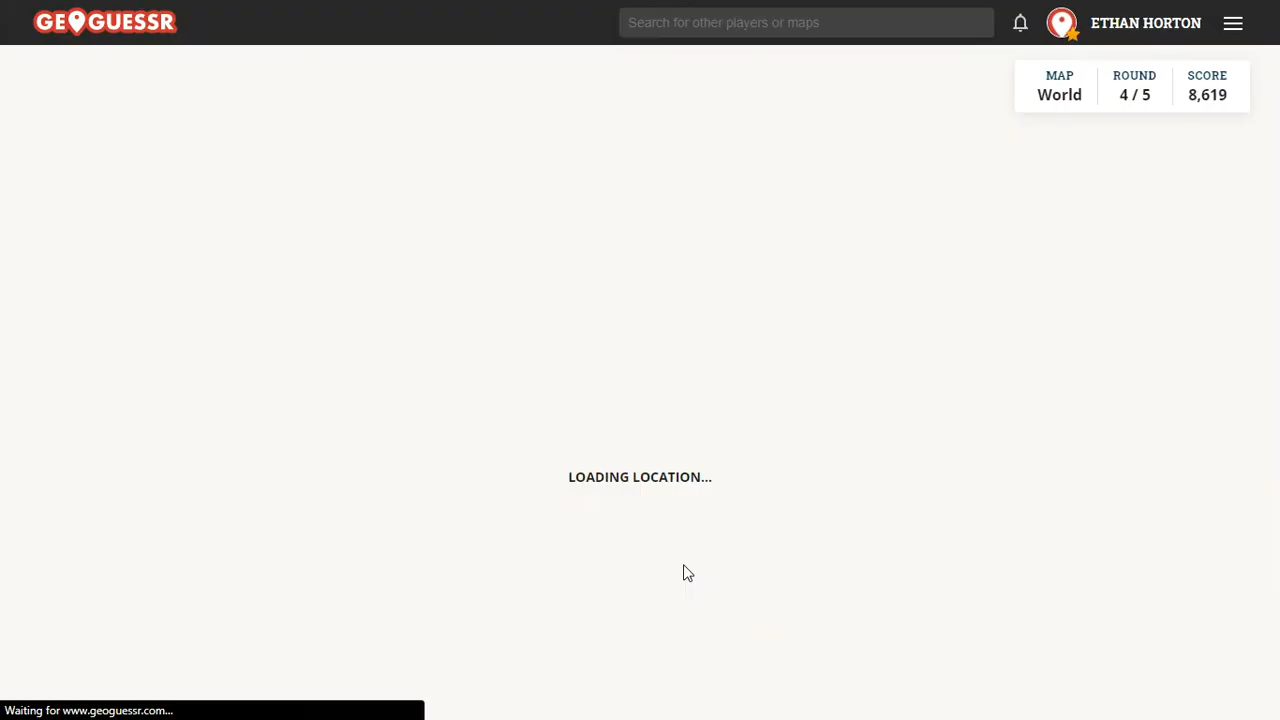 GEOGUESSR
Search for other players or maps
ETHAN HORTON
MAP
World
ROUND
4 / 5
SCORE
8,619
LOADING LOCATION...
Waiting for www.geoguessr.com...